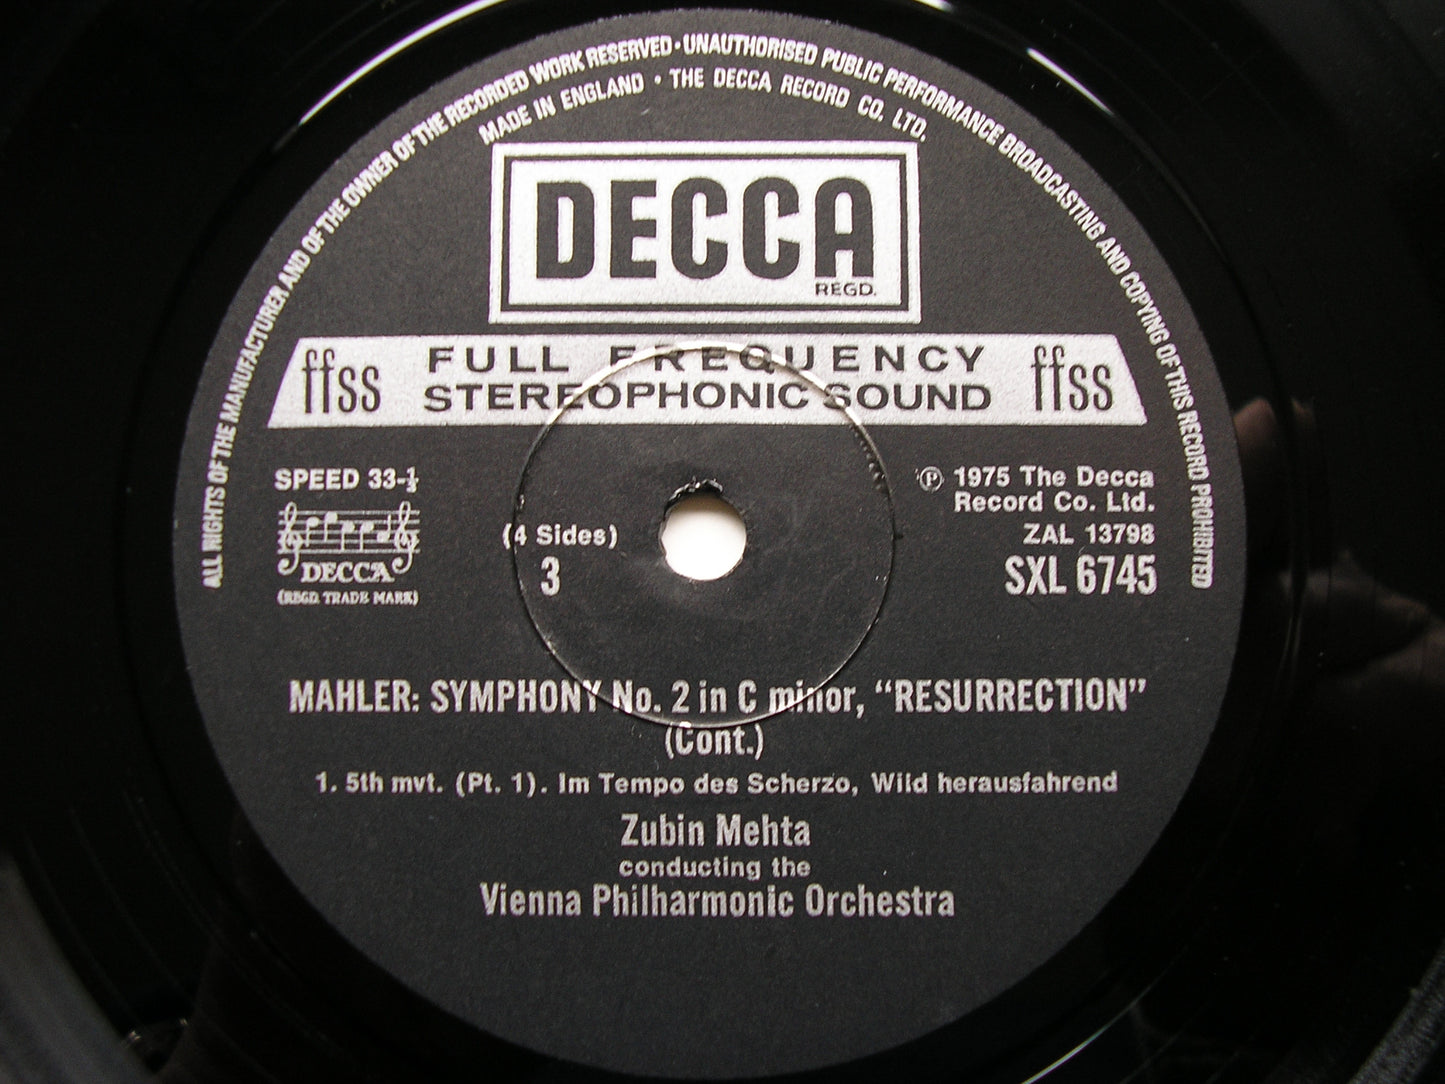 ALL RIGHTS OF THE MANUFACTURER AND OF THE OWNER OF THE RECORDED WORK RESERVED · UNAUTHORISED PUBLIC PERFORMANCE BROADCASTING AND COPYING OF THIS RECORD PROHIBITED
MADE IN ENGLAND · THE DECCA RECORD CO. LTD.
DECCA
REGD.
ffss FULL FREQUENCY ffss
STEREOPHONIC SOUND
SPEED 33-⅓
DECCA
(REGD. TRADE MARK)
(4 Sides)
3
℗ 1975 The Decca
Record Co. Ltd.
ZAL 13798
SXL 6745
MAHLER: SYMPHONY No. 2 in C minor, “RESURRECTION”
(Cont.)
1. 5th mvt. (Pt. 1). Im Tempo des Scherzo, Wild herausfahrend
Zubin Mehta
conducting the
Vienna Philharmonic Orchestra